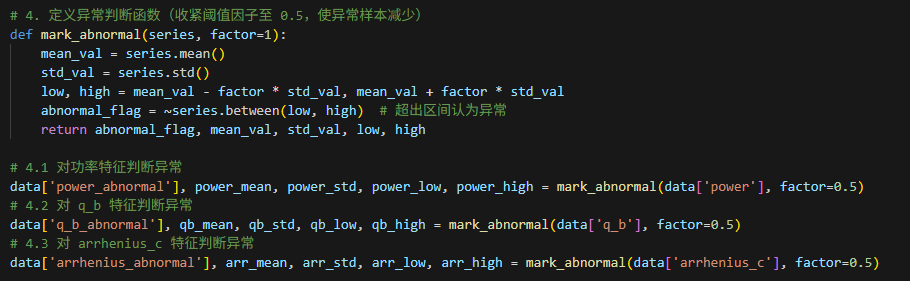 # 4. 定义异常判断函数（收紧阈值因子至 0.5，使异常样本减少）
def mark_abnormal(series, factor=1):
    mean_val = series.mean()
    std_val = series.std()
    low, high = mean_val - factor * std_val, mean_val + factor * std_val
    abnormal_flag = ~series.between(low, high)  # 超出区间认为异常
    return abnormal_flag, mean_val, std_val, low, high

# 4.1 对功率特征判断异常
data['power_abnormal'], power_mean, power_std, power_low, power_high = mark_abnormal(data['power'], factor=0.5)
# 4.2 对 q_b 特征判断异常
data['q_b_abnormal'], qb_mean, qb_std, qb_low, qb_high = mark_abnormal(data['q_b'], factor=0.5)
# 4.3 对 arrhenius_c 特征判断异常
data['arrhenius_abnormal'], arr_mean, arr_std, arr_low, arr_high = mark_abnormal(data['arrhenius_c'], factor=0.5)